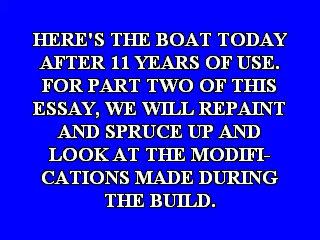 HERE'S THE BOAT TODAY
AFTER 11 YEARS OF USE.
FOR PART TWO OF THIS
ESSAY, WE WILL REPAINT
AND SPRUCE UP AND
LOOK AT THE MODIFI-
CATIONS MADE DURING
THE BUILD.